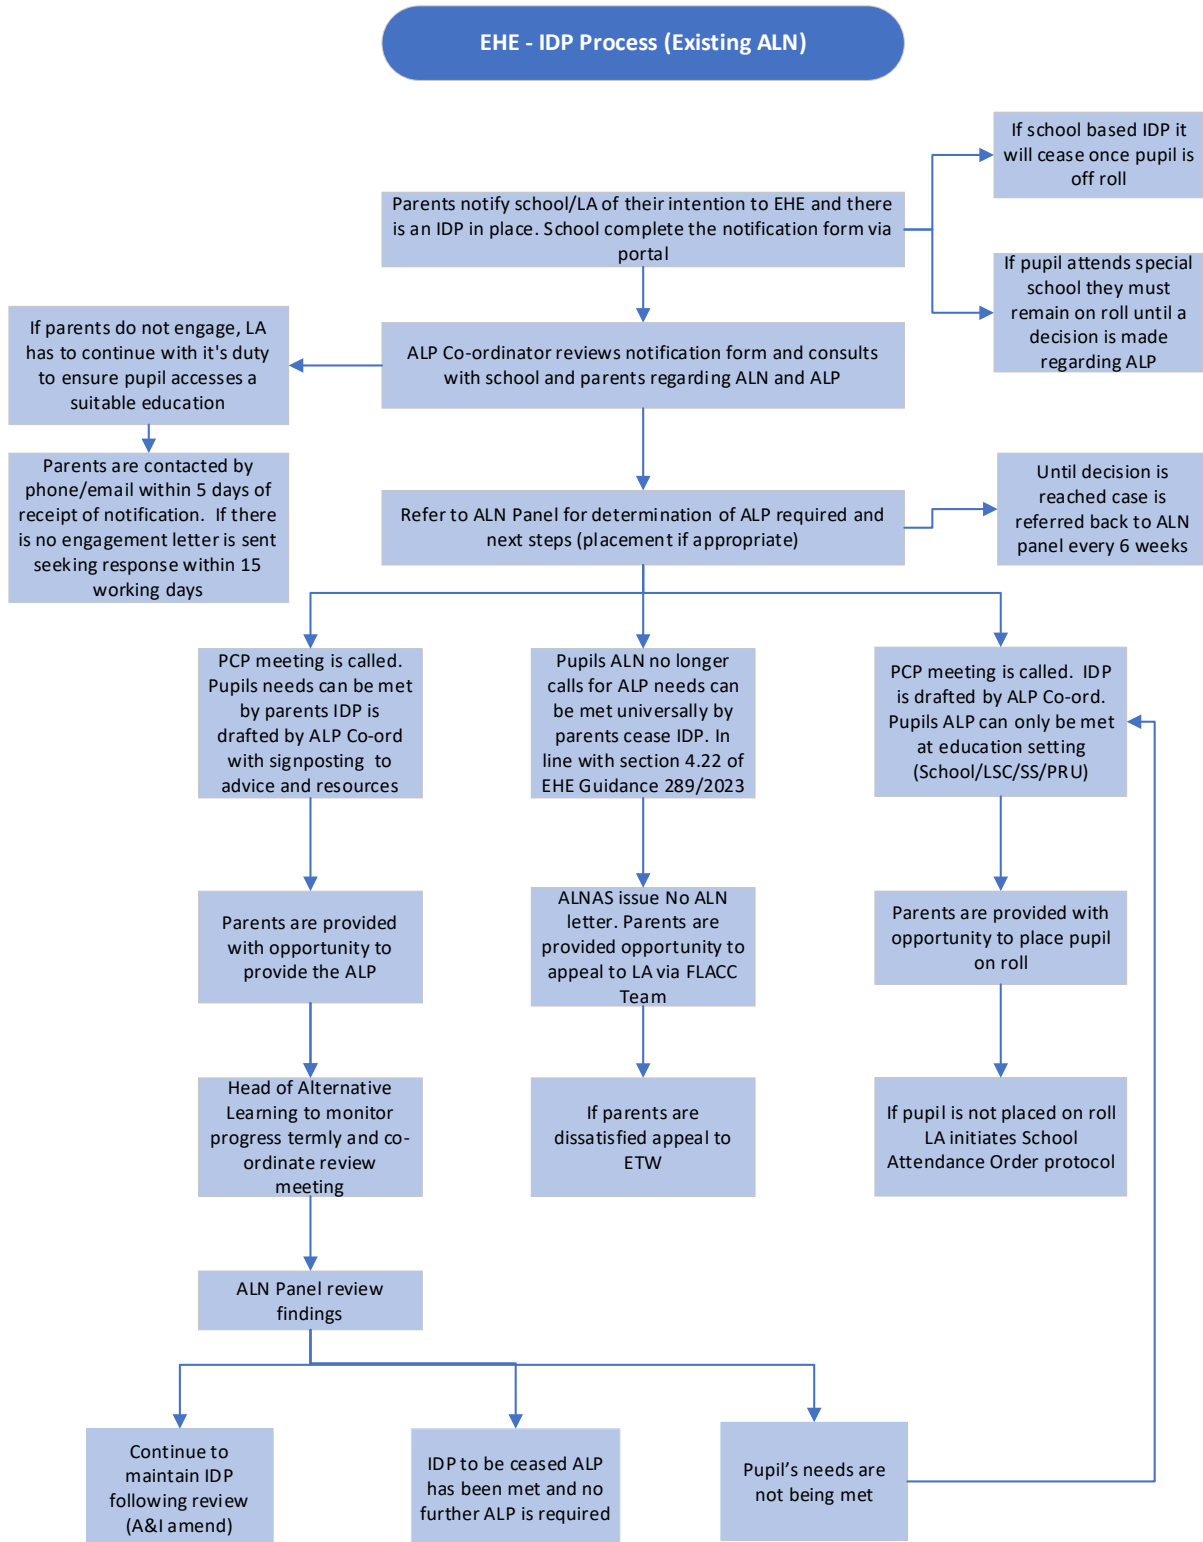 EHE - IDP Process (Existing ALN)
If school based IDP it
will cease once pupil is
off roll
Parents notify school/LA of their intention to EHE and there
is an IDP in place. School complete the notification form via
portal
If pupil attends special
school they must
remain on roll until a
decision is made
regarding ALP
If parents do not engage, LA
has to continue with it's duty
to ensure pupil accesses a
suitable education
ALP Co-ordinator reviews notification form and consults
with school and parents regarding ALN and ALP
Parents are contacted by
phone/email within 5 days of
receipt of notification.  If there
is no engagement letter is sent
seeking response within 15
working days
Refer to ALN Panel for determination of ALP required and
next steps (placement if appropriate)
Until decision is
reached case is
referred back to ALN
panel every 6 weeks
PCP meeting is called.
Pupils needs can be met
by parents IDP is
drafted by ALP Co-ord
with signposting  to
advice and resources
Pupils ALN no longer
calls for ALP needs can
be met universally by
parents cease IDP. In
line with section 4.22 of
EHE Guidance 289/2023
PCP meeting is called.  IDP
is drafted by ALP Co-ord.
Pupils ALP can only be met
at education setting
(School/LSC/SS/PRU)
Parents are provided
with opportunity to
provide the ALP
ALNAS issue No ALN
letter. Parents are
provided opportunity to
appeal to LA via FLACC
Team
Parents are provided with
opportunity to place pupil
on roll
Head of Alternative
Learning to monitor
progress termly and co-
ordinate review
meeting
If parents are
dissatisfied appeal to
ETW
If pupil is not placed on roll
LA initiates School
Attendance Order protocol
ALN Panel review
findings
Continue to
maintain IDP
following review
(A&I amend)
IDP to be ceased ALP
has been met and no
further ALP is required
Pupil’s needs are
not being met